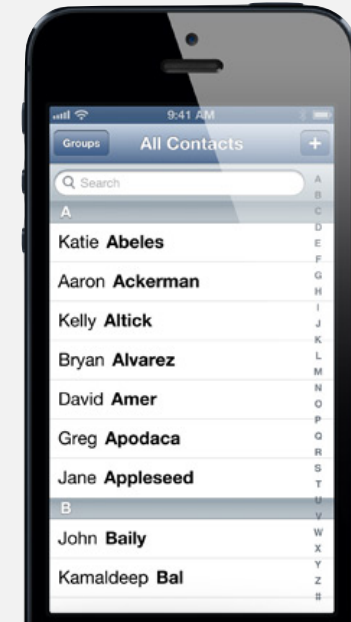 9:41 AM
Groups All Contacts +
Search
A
Katie Abeles
Aaron Ackerman
Kelly Altick
Bryan Alvarez
David Amer
Greg Apodaca
Jane Appleseed
B
John Baily
Kamaldeep Bal
A
B
C
D
E
F
G
H
I
J
K
L
M
N
O
P
Q
R
S
T
U
V
W
X
Y
Z
#